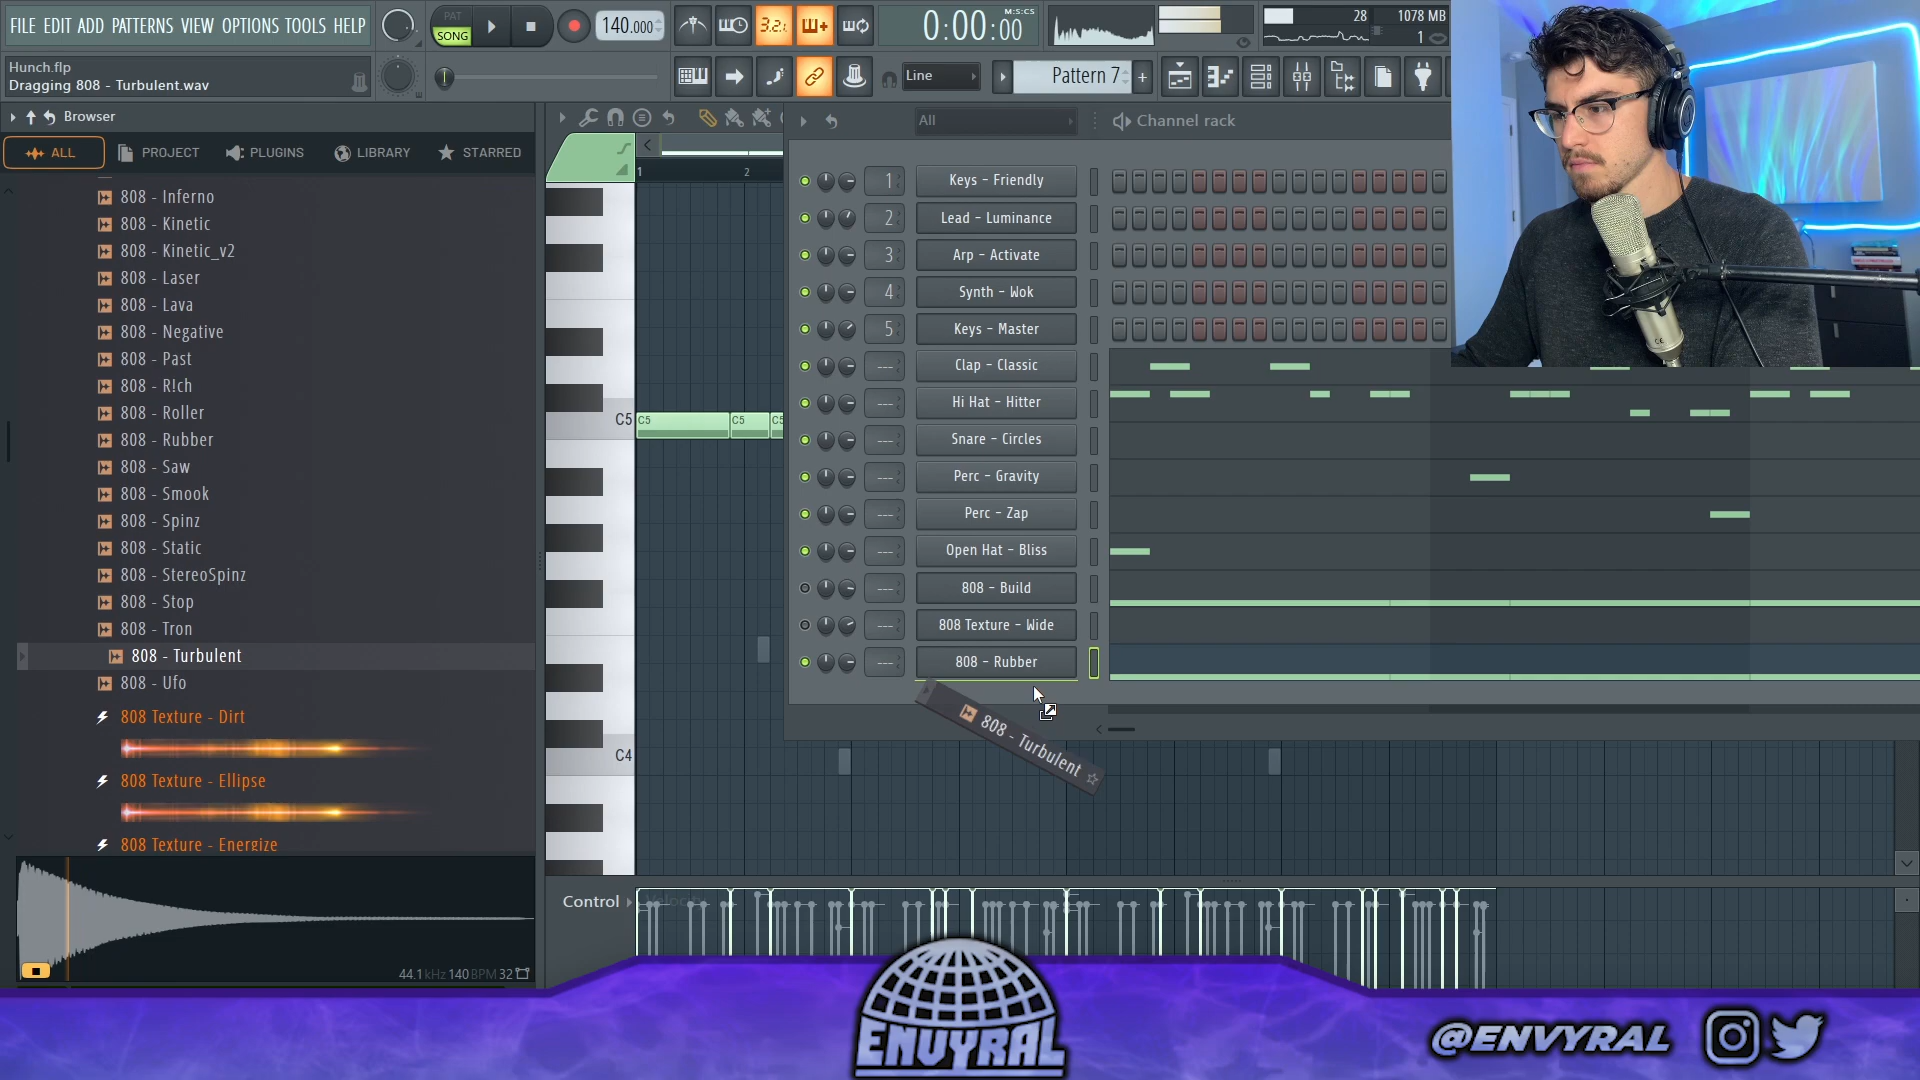 FILE EDIT ADD PATTERNS VIEW OPTIONS TOOLS HELP
PAT
SONG
140.000
3.2.
0:00:00
M:S:CS
28
1078 MB
1
Hunch.flp
Dragging 808 - Turbulent.wav
Line
Pattern 7
+
Browser
ALL
PROJECT
PLUGINS
LIBRARY
STARRED
808 - Inferno
808 - Kinetic
808 - Kinetic_v2
808 - Laser
808 - Lava
808 - Negative
808 - Past
808 - R!ch
808 - Roller
808 - Rubber
808 - Saw
808 - Smook
808 - Spinz
808 - Static
808 - StereoSpinz
808 - Stop
808 - Tron
808 - Turbulent
808 - Ufo
808 Texture - Dirt
808 Texture - Ellipse
808 Texture - Energize
44.1kHz 140 BPM 32
1
2
C5
C5
C5
C4
Control
All
Channel rack
1
Keys - Friendly
2
Lead - Luminance
3
Arp - Activate
4
Synth - Wok
5
Keys - Master
---
Clap - Classic
---
Hi Hat - Hitter
---
Snare - Circles
---
Perc - Gravity
---
Perc - Zap
---
Open Hat - Bliss
---
808 - Build
---
808 Texture - Wide
---
808 - Rubber
808 - Turbulent
ENVYRAL
@ENVYRAL